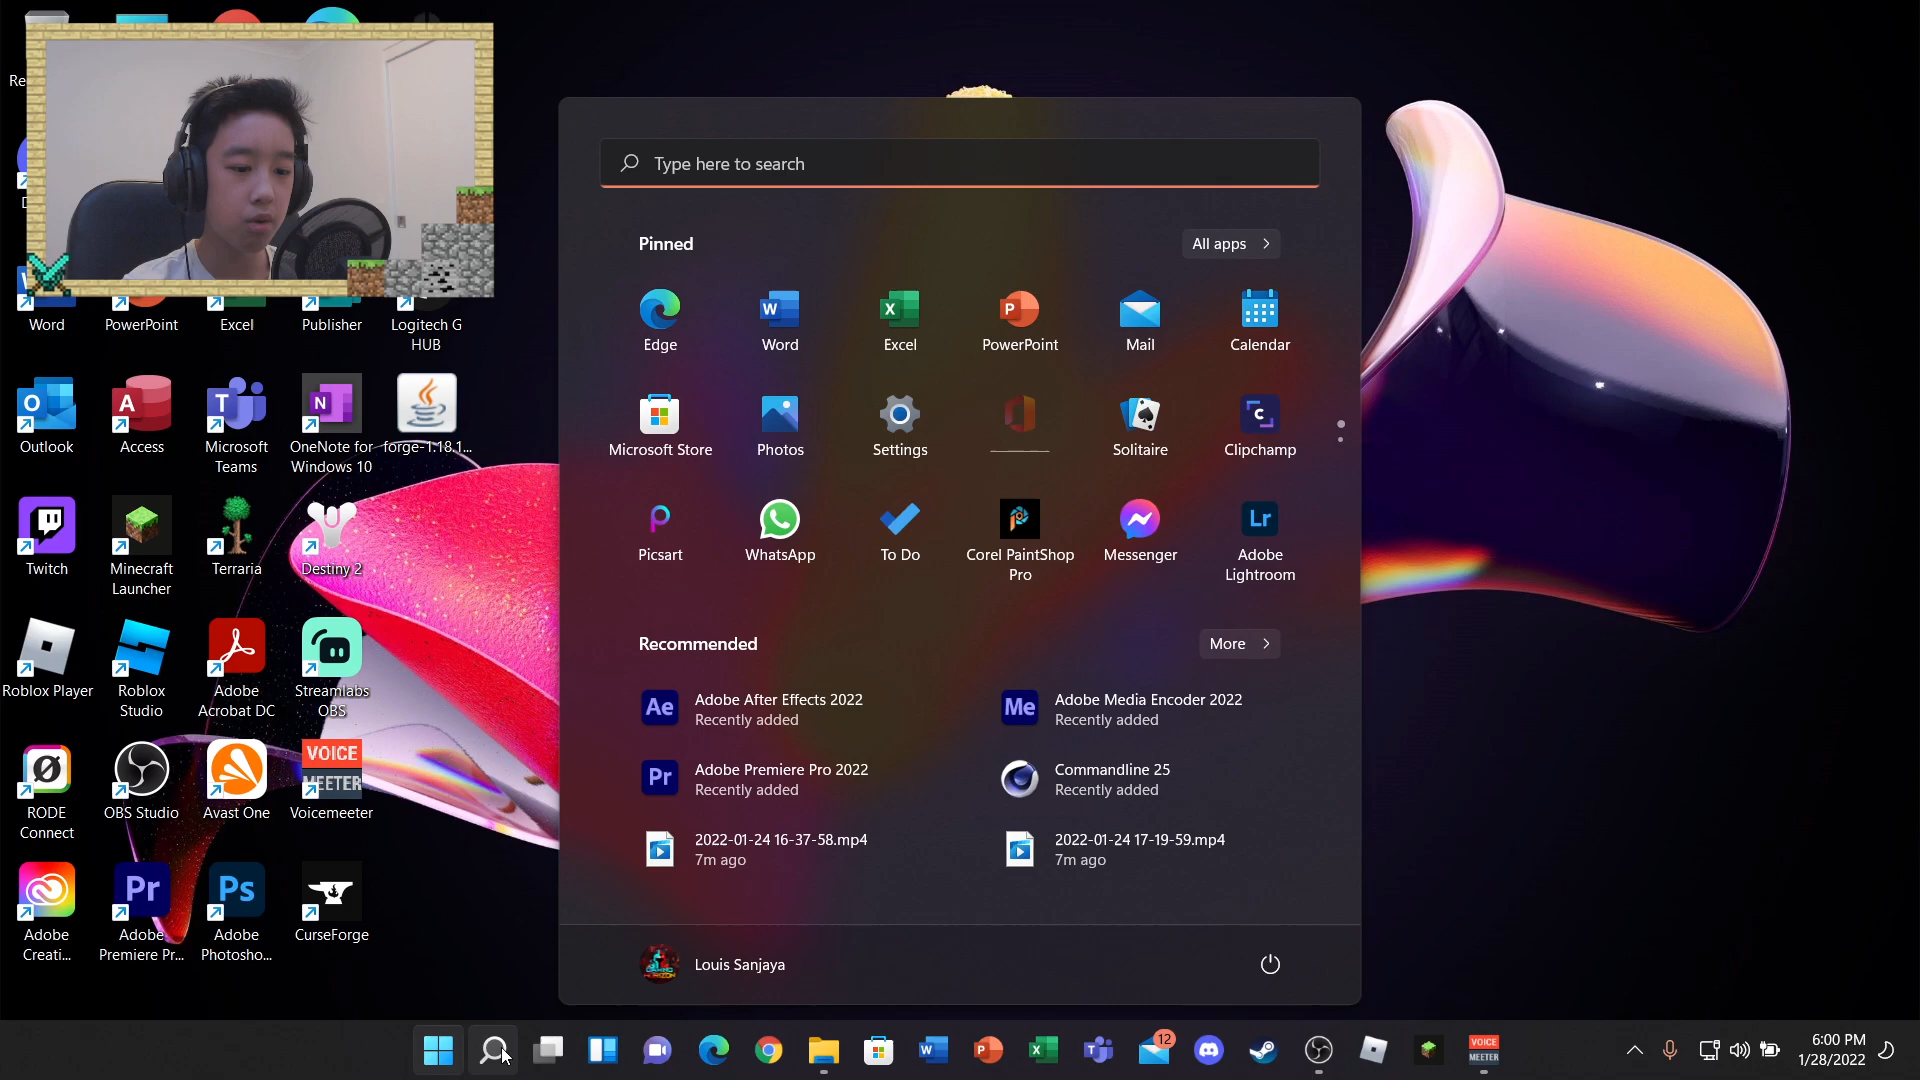 Re
Word
PowerPoint
Excel
Publisher
Logitech G
HUB
Outlook
Access
Microsoft
Teams
OneNote for
Windows 10
forge-1.18.1...
Twitch
Minecraft
Launcher
Terraria
Destiny 2
Roblox Player
Roblox
Studio
Adobe
Acrobat DC
Streamlabs
OBS
VOICE
MEETER
RODE
Connect
OBS Studio
Avast One
Voicemeeter
Adobe
Creati...
Adobe
Premiere Pr...
Adobe
Photosho...
CurseForge
Type here to search
Pinned
All apps
Edge
Word
Excel
PowerPoint
Mail
Calendar
Microsoft Store
Photos
Settings
Solitaire
Clipchamp
Picsart
WhatsApp
To Do
Corel PaintShop
Pro
Messenger
Adobe
Lightroom
Recommended
More
Ae
Adobe After Effects 2022
Recently added
Me
Adobe Media Encoder 2022
Recently added
Pr
Adobe Premiere Pro 2022
Recently added
Commandline 25
Recently added
2022-01-24 16-37-58.mp4
7m ago
2022-01-24 17-19-59.mp4
7m ago
Louis Sanjaya
12
VOICE
MEETER
6:00 PM
1/28/2022